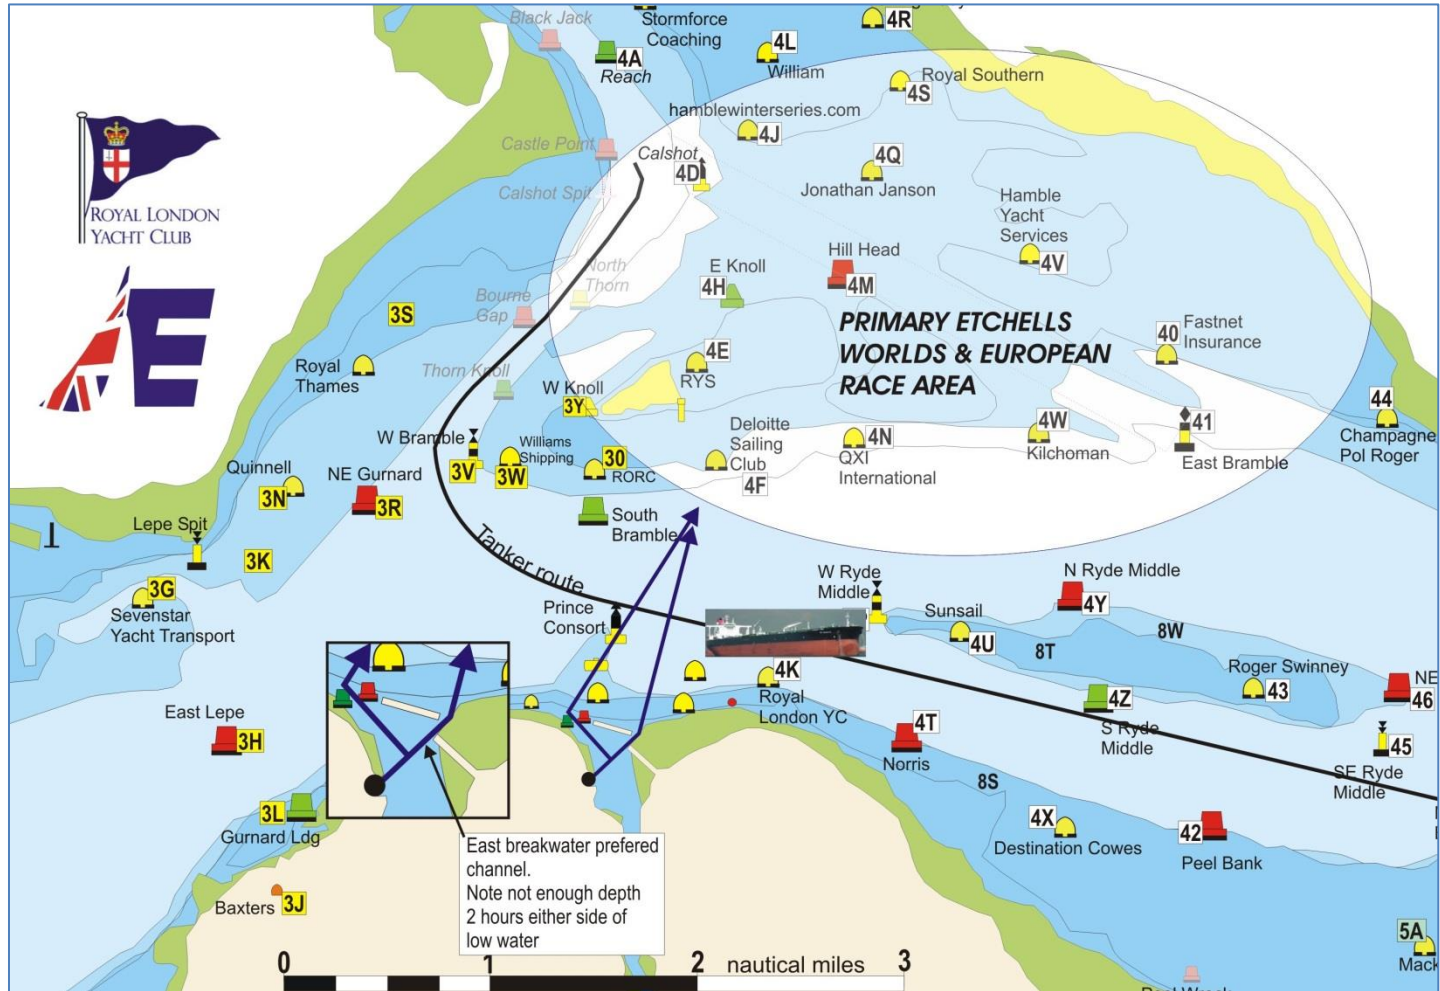 Black Jack
Stormforce
Coaching
4R
4A
Reach
4L
William
Royal Southern
4S
hamblewinterseries.com
4J
ROYAL LONDON
YACHT CLUB
E
Castle Point
Calshot
4D
4Q
Jonathan Janson
Calshot Spit
Hamble
Yacht
Services
4V
North
Thorn
E Knoll
4H
Hill Head
4M
Bourne
Gap
3S
PRIMARY ETCHELLS
WORLDS & EUROPEAN
RACE AREA
40
Fastnet
Insurance
Royal
Thames
Thorn Knoll
4E
RYS
W Knoll
3Y
44
Champagne
Pol Roger
W Bramble
3V
Williams
Shipping
3W
30
RORC
Deloitte
Sailing
Club
4F
4N
QXI
International
4W
Kilchoman
41
East Bramble
Quinnell
3N
NE Gurnard
3R
Lepe Spit
South
Bramble
3K
Tanker route
3G
Sevenstar
Yacht Transport
Prince
Consort
W Ryde
Middle
N Ryde Middle
4Y
Sunsail
4U
8T
8W
4K
Royal
London YC
Roger Swinney
43
NE
46
East Lepe
3H
4T
Norris
4Z
S Ryde
Middle
45
SE Ryde
Middle
8S
3L
Gurnard Ldg
4X
Destination Cowes
42
Peel Bank
East breakwater prefered
channel.
Note not enough depth
2 hours either side of
low water
Baxters
3J
5A
Mack
0
1
2
nautical miles
3